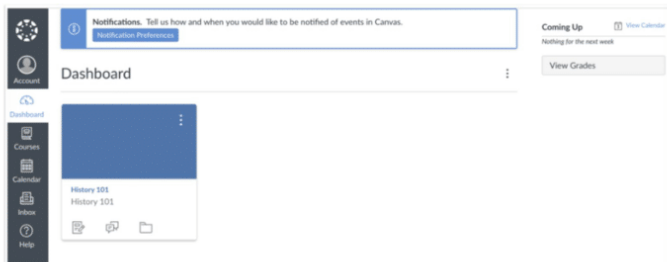 Notifications. Tell us how and when you would like to be notified of events in Canvas.
Notification Preferences
Account
Dashboard
Courses
Calendar
Inbox
Help
Dashboard
History 101
History 101
Coming Up
View Calendar
Nothing for the next week
View Grades